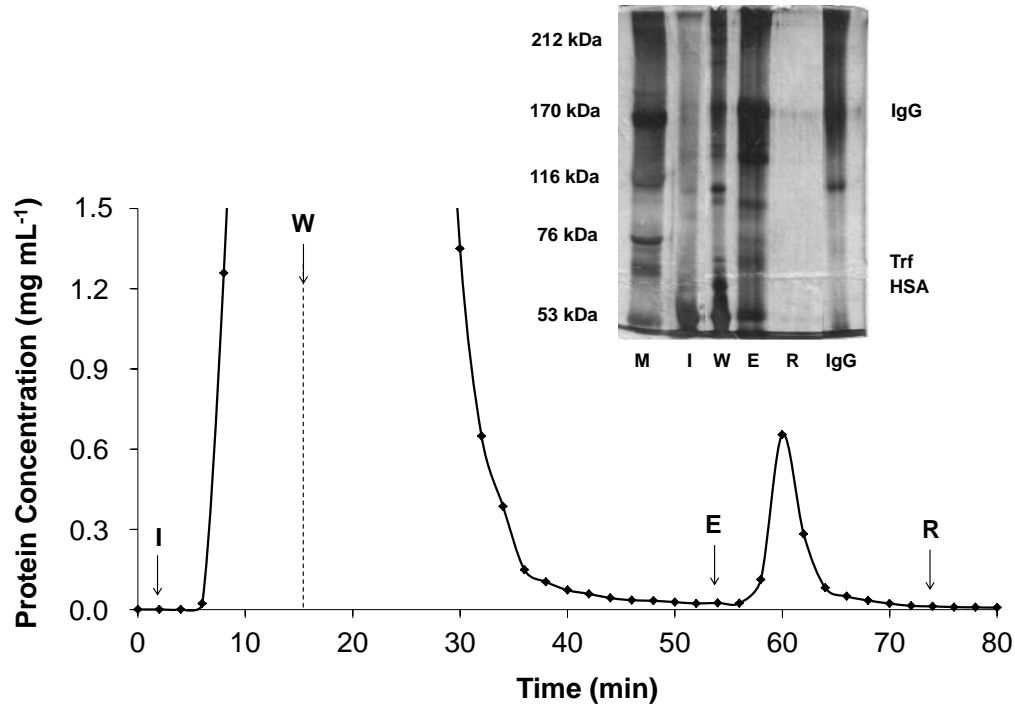 212 kDa
170 kDa
IgG
116 kDa
76 kDa
Trf
HSA
53 kDa
M I W E R IgG
Protein Concentration (mg mL⁻¹)
1.5
1.2
0.9
0.6
0.3
0.0
I
W
E
R
0 10 20 30 40 50 60 70 80
Time (min)